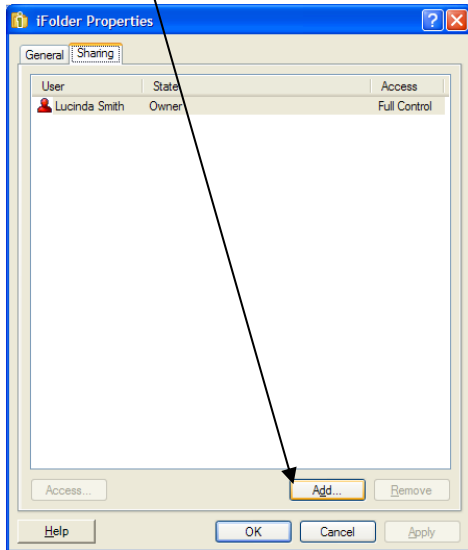 iFolder Properties
General Sharing
User State Access
Lucinda Smith Owner Full Control
Access... Add... Remove
Help OK Cancel Apply